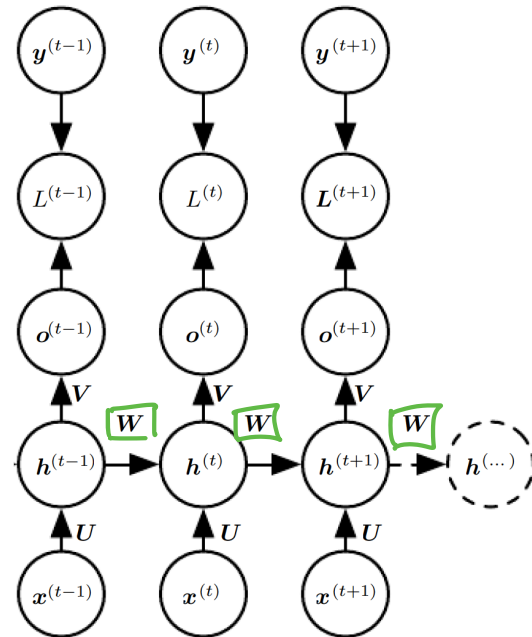 y^(t-1) y^(t) y^(t+1)
L^(t-1) L^(t) L^(t+1)
o^(t-1) o^(t) o^(t+1)
V V V
W W W
h^(t-1) h^(t) h^(t+1) h^(...)
U U U
x^(t-1) x^(t) x^(t+1)